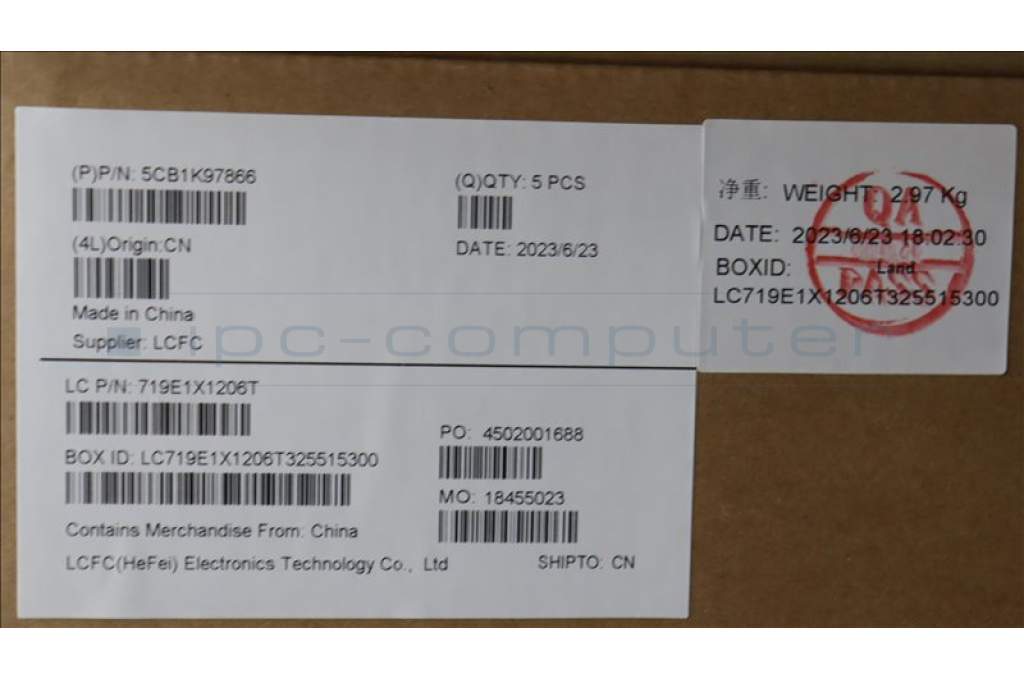 (P)P/N: 5CB1K97866
(Q)QTY: 5 PCS
(4L)Origin:CN
DATE: 2023/6/23
Made in China
Supplier: LCFC
LC P/N: 719E1X1206T
PO: 4502001688
BOX ID: LC719E1X1206T325515300
MO: 18455023
Contains Merchandise From: China
LCFC(HeFei) Electronics Technology Co., Ltd
SHIPTO: CN
净重: WEIGHT: 2.97 Kg
DATE: 2023/6/23 18:02:30
BOXID: Land
LC719E1X1206T325515300
QA
PASS
ipc-computer